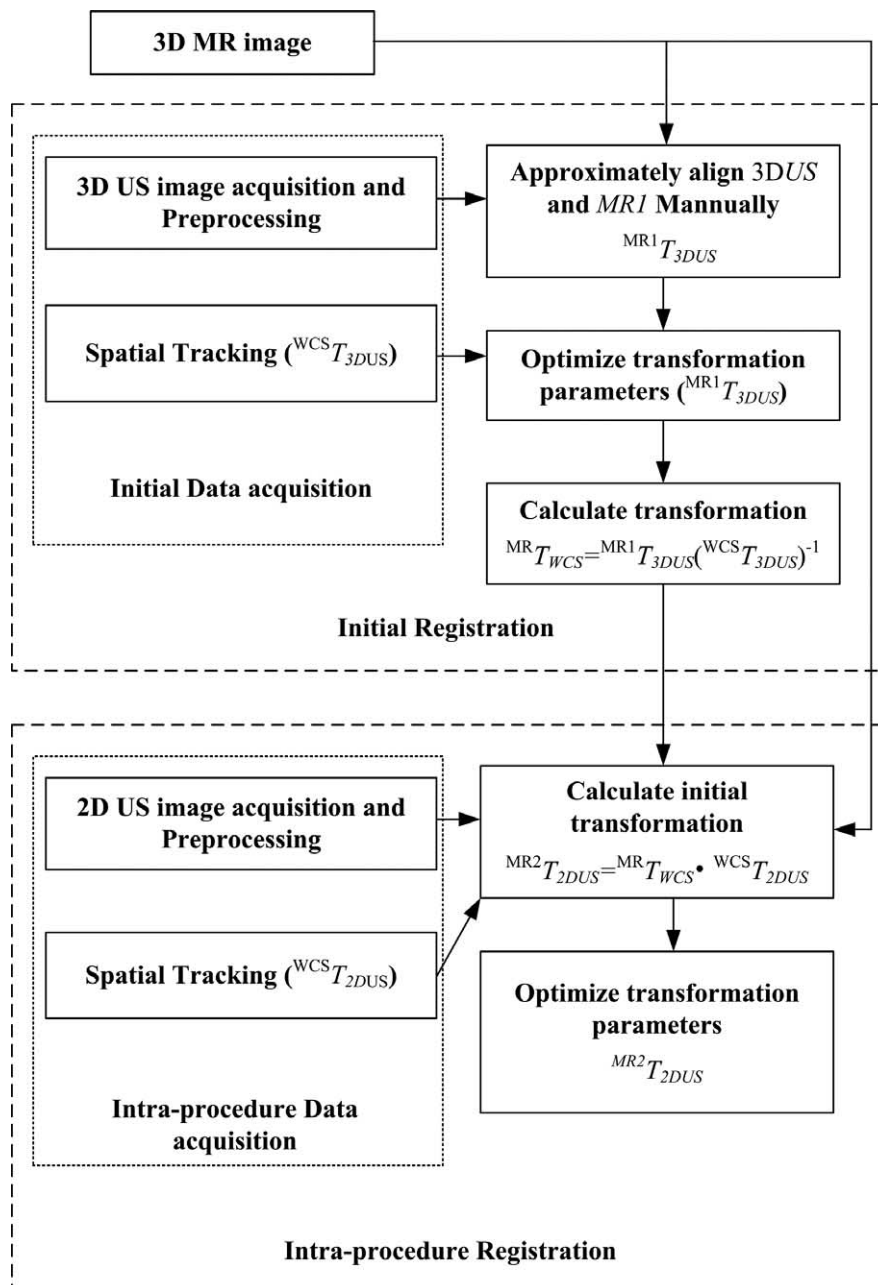 3D MR image
3D US image acquisition and
Preprocessing
Approximately align 3DUS
and MR1 Mannually
MR1T3DUS
Spatial Tracking (WCST3DUS)
Optimize transformation
parameters (MR1T3DUS)
Initial Data acquisition
Calculate transformation
MRTWCS=MR1T3DUS(WCST3DUS)-1
Initial Registration
2D US image acquisition and
Preprocessing
Calculate initial
transformation
MR2T2DUS=MRTWCS• WCST2DUS
Spatial Tracking (WCST2DUS)
Optimize transformation
parameters
MR2T2DUS
Intra-procedure Data
acquisition
Intra-procedure Registration